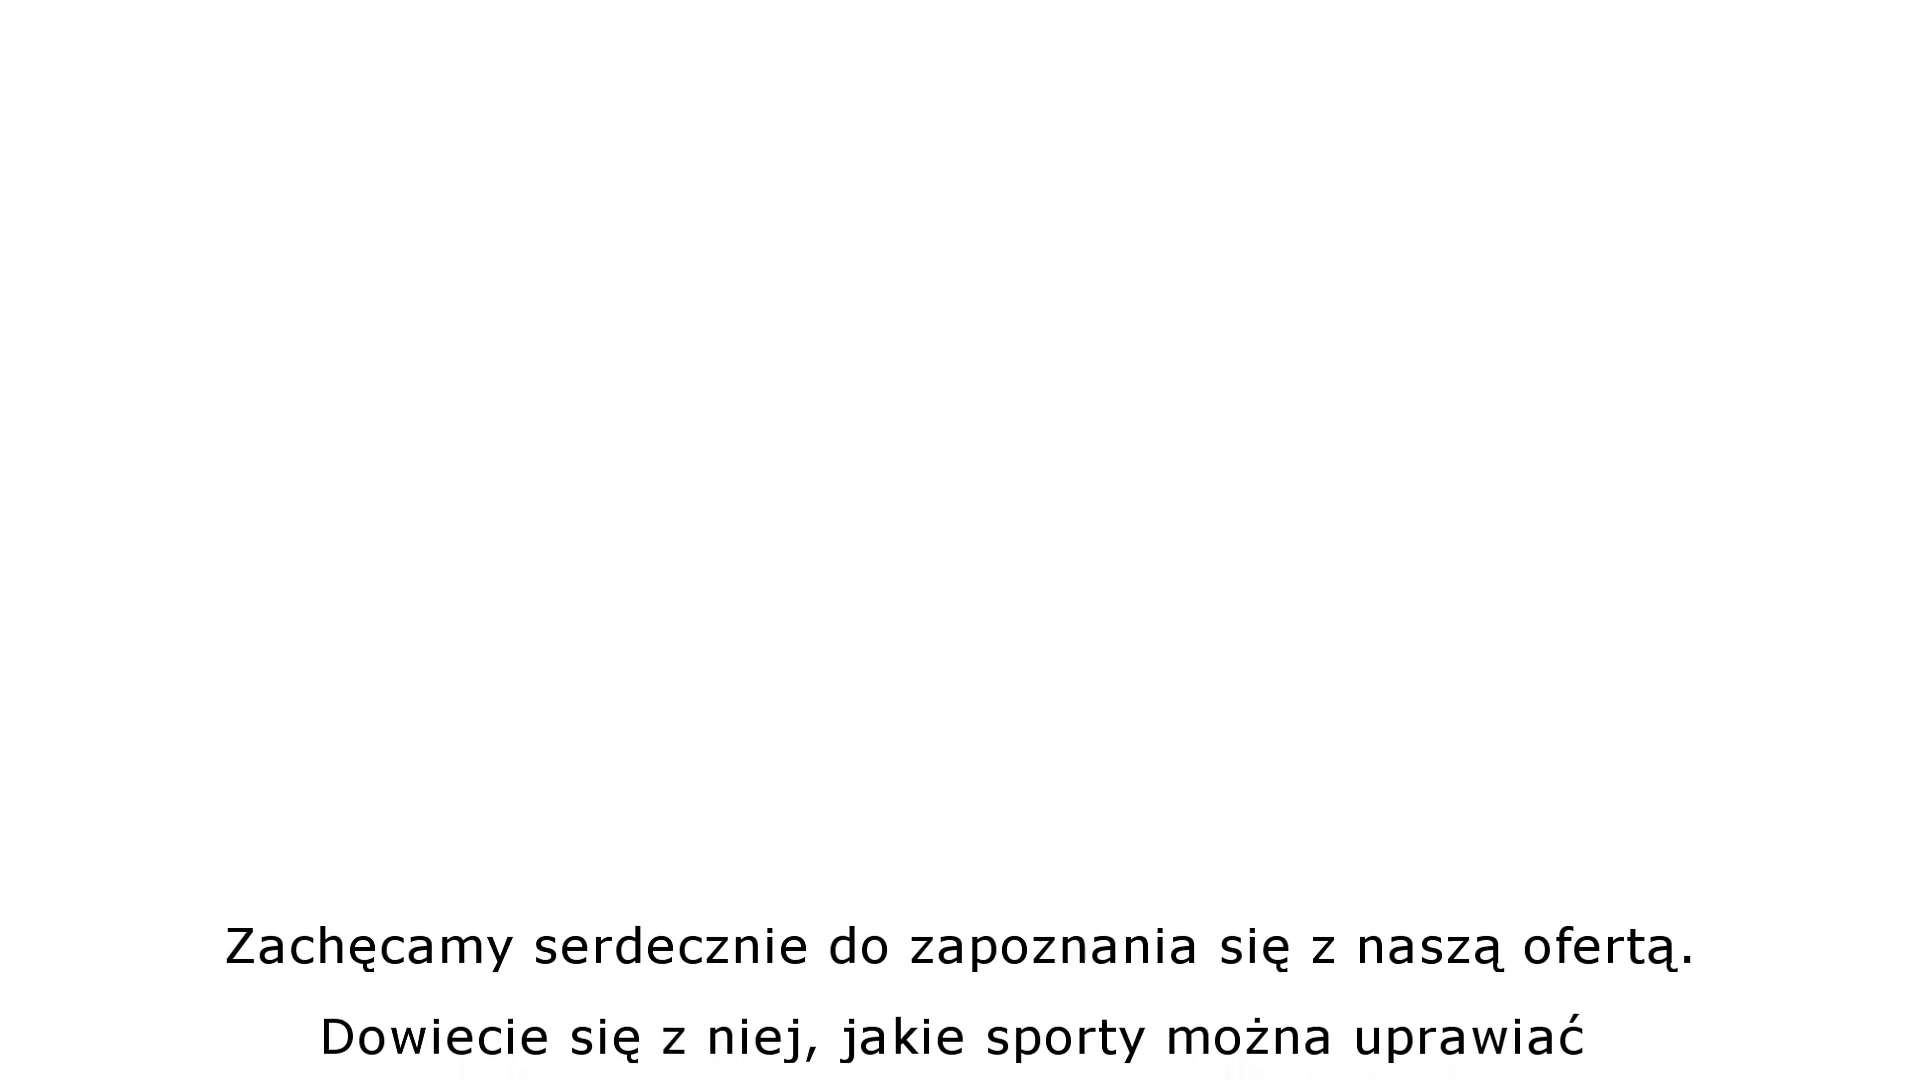 Zachęcamy serdecznie do zapoznania się z naszą ofertą.
Dowiecie się z niej, jakie sporty można uprawiać